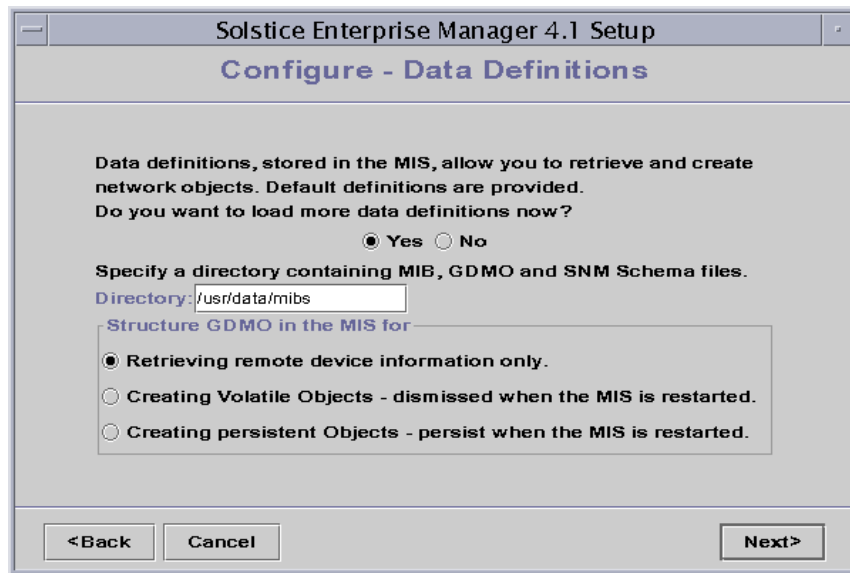 Solstice Enterprise Manager 4.1 Setup
Configure - Data Definitions
Data definitions, stored in the MIS, allow you to retrieve and create
network objects. Default definitions are provided.
Do you want to load more data definitions now?
Yes No
Specify a directory containing MIB, GDMO and SNM Schema files.
Directory: /usr/data/mibs
Structure GDMO in the MIS for
Retrieving remote device information only.
Creating Volatile Objects - dismissed when the MIS is restarted.
Creating persistent Objects - persist when the MIS is restarted.
<Back Cancel Next>